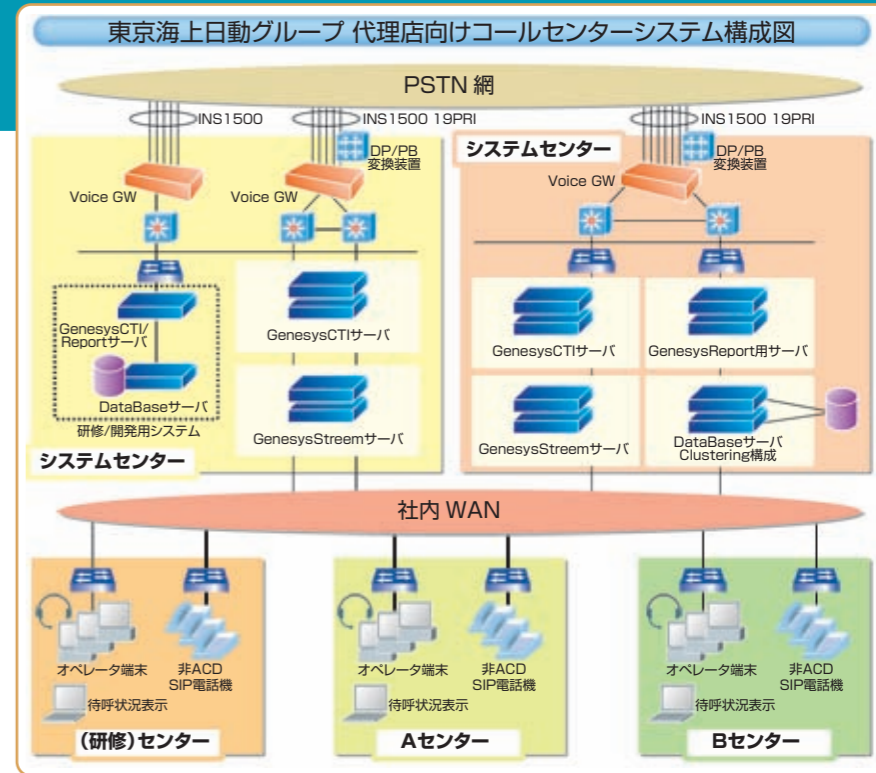 東京海上日動グループ 代理店向けコールセンターシステム構成図
PSTN 網
INS1500
INS1500 19PRI
INS1500 19PRI
DP/PB
変換装置
システムセンター
DP/PB
変換装置
Voice GW
Voice GW
Voice GW
GenesysCTI/
Reportサーバ
DataBaseサーバ
研修/開発用システム
GenesysCTIサーバ
GenesysStreemサーバ
システムセンター
GenesysCTIサーバ
GenesysReport用サーバ
GenesysStreemサーバ
DataBaseサーバ
Clustering構成
社内 WAN
オペレータ端末
非ACD
SIP電話機
待呼状況表示
(研修)センター
オペレータ端末
非ACD
SIP電話機
待呼状況表示
Aセンター
オペレータ端末
非ACD
SIP電話機
待呼状況表示
Bセンター